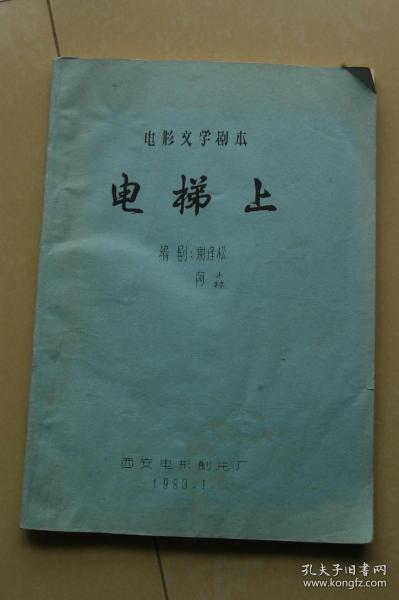 电影文学剧本
电梯上
编剧:谢逢松
阿森
西安电影制片厂
1983.1
孔夫子旧书网
www.kongfz.com